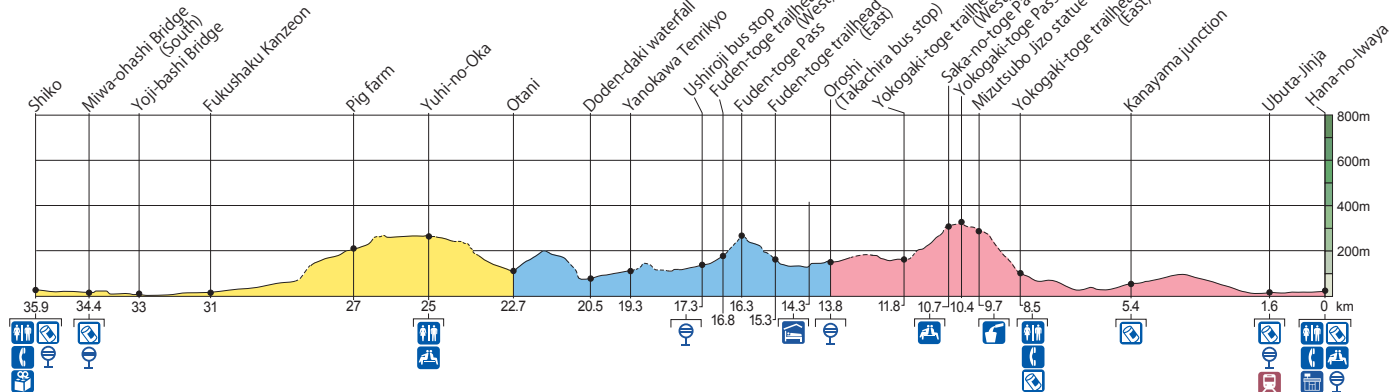 Shiko
Miwa-ohashi Bridge
(South)
Yoji-bashi Bridge
Fukushaku Kanzeon
Pig farm
Yuhi-no-Oka
Otani
Doden-daki waterfall
Yanokawa Tenrikyo
Ushiroji bus stop
Fuden-toge trailhe
(West)
Fuden-toge Pass
Fuden-toge trailhead
(East)
Oroshi
(Takachira bus stop)
Yokogaki-toge trailhe
(West)
Saka-no-toge Pa
Yokogaki-toge Pass
Mizutsubo Jizo statue
Yokogaki-toge trailhea
(East)
Kanayama junction
Ubuta-Jinja
Hana-no-Iwaya
800m
600m
400m
200m
35.9
34.4
33
31
27
25
22.7
20.5
19.3
17.3
16.8
16.3
15.3
14.3
13.8
11.8
10.7
10.4
9.7
8.5
5.4
1.6
0 km